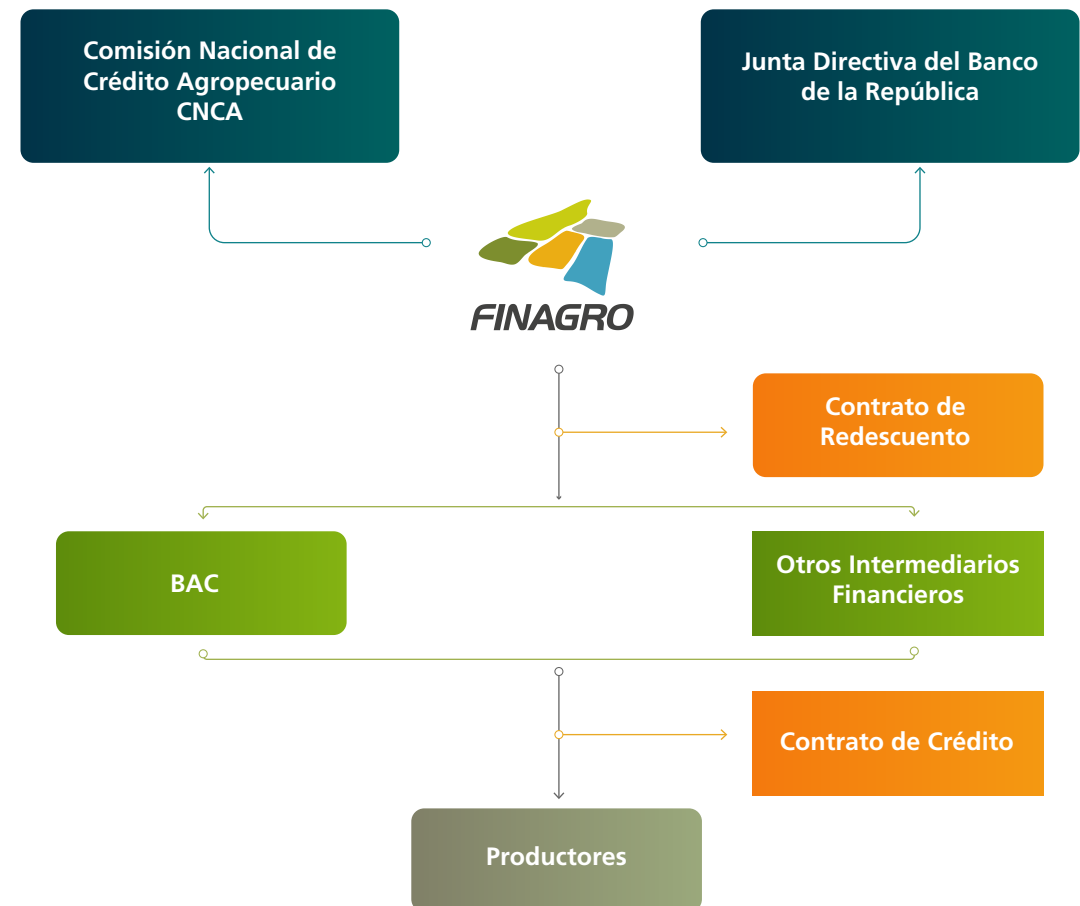 Comisión Nacional de
Crédito Agropecuario
CNCA
Junta Directiva del Banco
de la República
FINAGRO
Contrato de
Redescuento
BAC
Otros Intermediarios
Financieros
Contrato de Crédito
Productores